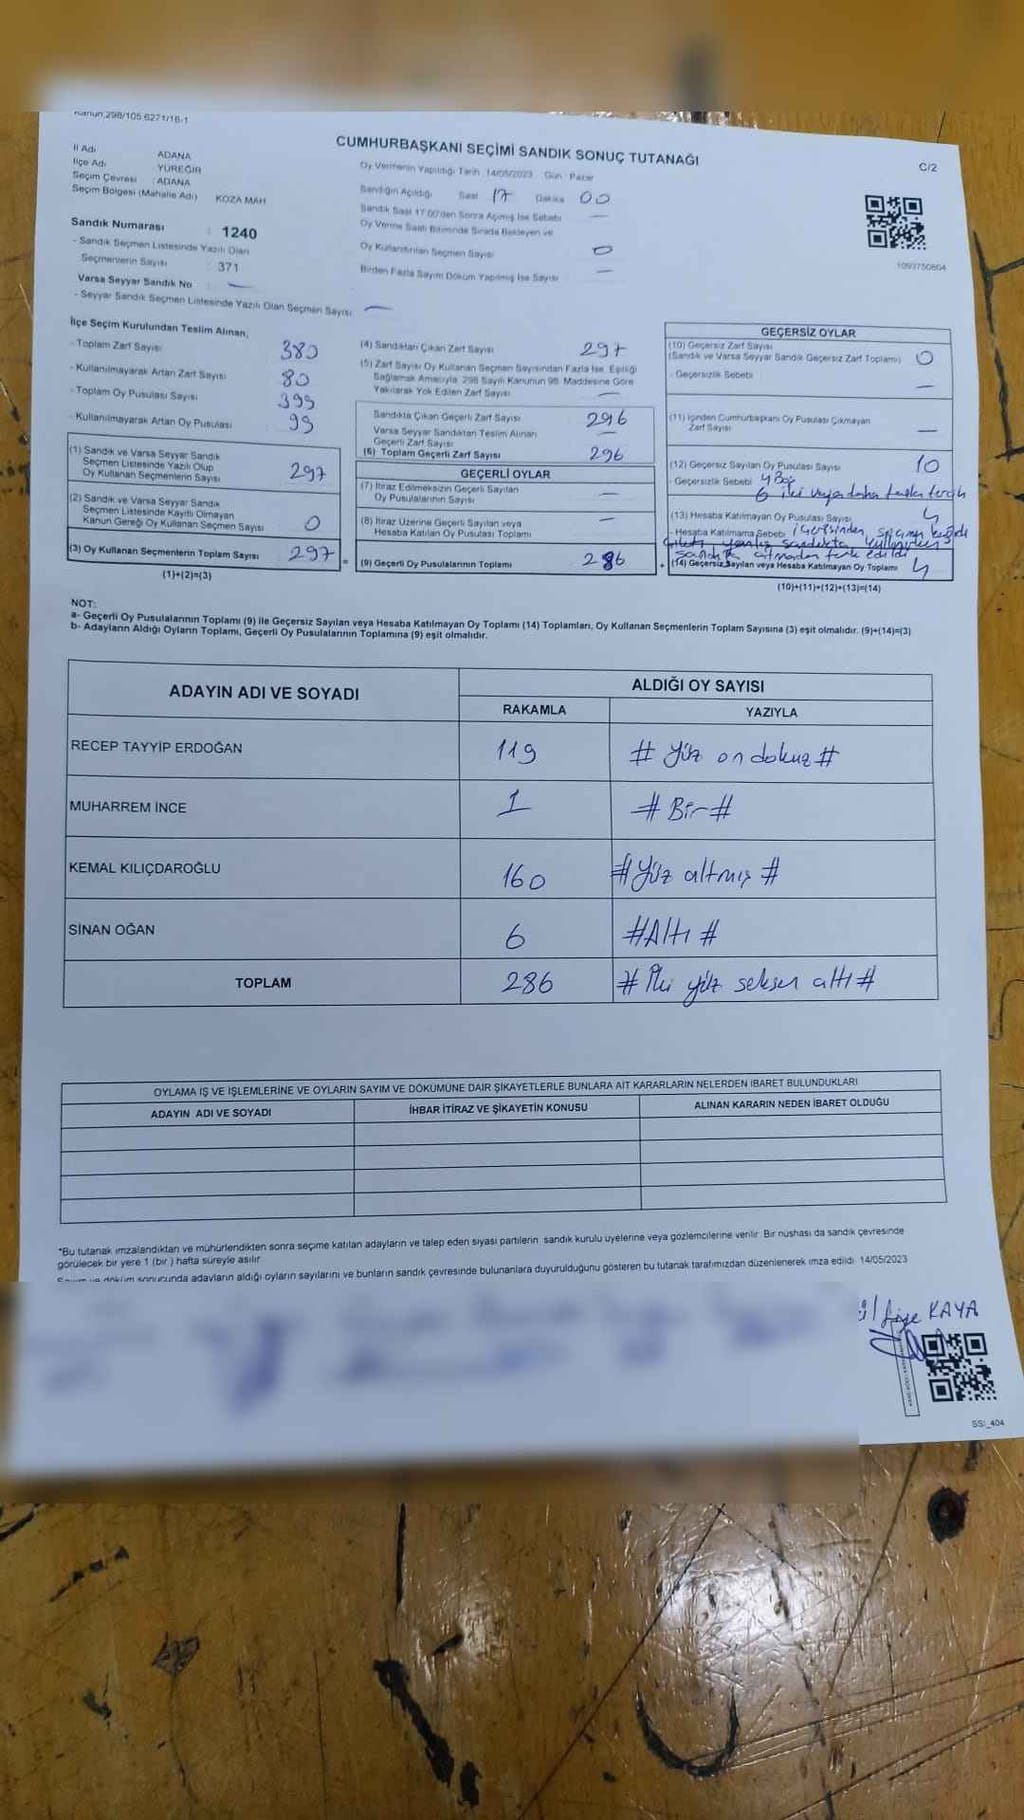 Kanun:298/105 6271/16-1
CUMHURBAŞKANI SEÇİMİ SANDIK SONUÇ TUTANAĞI
C/2
İl Adı ADANA
İlçe Adı YÜREĞİR
Seçim Çevresi : ADANA
Seçim Bölgesi (Mahalle Adı) KOZA MAH
Sandık Numarası : 1240
- Sandık Seçmen Listesinde Yazılı Olan
Seçmenlerin Sayısı : 371
Varsa Seyyar Sandık No : —
- Seyyar Sandık Seçmen Listesinde Yazılı Olan Seçmen Sayısı : —
Oy Vermenin Yapıldığı Tarih 14/05/2023 Gün : Pazar
Sandığın Açıldığı Saat 17 Dakika 00
Sandık Saat 17:00'den Sonra Açılmış İse Sebebi —
Oy Verme Saati Bitiminde Sırada Bekleyen ve
Oy Kullandırılan Seçmen Sayısı 0
Birden Fazla Sayım Döküm Yapılmış İse Sayısı —
1093750804
İlçe Seçim Kurulundan Teslim Alınan,
- Toplam Zarf Sayısı 380
- Kullanılmayarak Artan Zarf Sayısı 80
- Toplam Oy Pusulası Sayısı 399
- Kullanılmayarak Artan Oy Pusulası 99
(1) Sandık ve Varsa Seyyar Sandık
Seçmen Listesinde Yazılı Olup
Oy Kullanan Seçmenlerin Sayısı 297
(2) Sandık ve Varsa Seyyar Sandık
Seçmen Listesinde Kayıtlı Olmayan
Kanun Gereği Oy Kullanan Seçmen Sayısı 0
(3) Oy Kullanan Seçmenlerin Toplam Sayısı 297 =
(1)+(2)=(3)
(4) Sandıktan Çıkan Zarf Sayısı 297
(5) Zarf Sayısı Oy Kullanan Seçmen Sayısından Fazla İse, Eşitliği
Sağlamak Amacıyla, 298 Sayılı Kanunun 98. Maddesine Göre
Yakılarak Yok Edilen Zarf Sayısı —
Sandıkta Çıkan Geçerli Zarf Sayısı 296
Varsa Seyyar Sandıktan Teslim Alınan
Geçerli Zarf Sayısı —
(6) Toplam Geçerli Zarf Sayısı 296
GEÇERLİ OYLAR
(7) İtiraz Edilmeksizin Geçerli Sayılan
Oy Pusulalarının Sayısı —
(8) İtiraz Üzerine Geçerli Sayılan veya
Hesaba Katılan Oy Pusulası Toplamı —
(9) Geçerli Oy Pusulalarının Toplamı 286 +
GEÇERSİZ OYLAR
(10) Geçersiz Zarf Sayısı
(Sandık ve Varsa Seyyar Sandık Geçersiz Zarf Toplamı) 0
- Geçersizlik Sebebi —
(11) İçinden Cumhurbaşkanı Oy Pusulası Çıkmayan
Zarf Sayısı —
(12) Geçersiz Sayılan Oy Pusulası Sayısı 10
- Geçersizlik Sebebi 4 Boş
6 iki veya daha fazla tercih
(13) Hesaba Katılmayan Oy Pusulası Sayısı 4
- Hesaba Katılmama Sebebi içerisinden seçmen
sandıkta
sandık atmadan terk edildi
(14) Geçersiz Sayılan veya Hesaba Katılmayan Oy Toplamı 4
(10)+(11)+(12)+(13)=(14)
NOT:
a- Geçerli Oy Pusulalarının Toplamı (9) ile Geçersiz Sayılan veya Hesaba Katılmayan Oy Toplamı (14) Toplamları, Oy Kullanan Seçmenlerin Toplam Sayısına (3) eşit olmalıdır. (9)+(14)=(3)
b- Adayların Aldığı Oyların Toplamı, Geçerli Oy Pusulalarının Toplamına (9) eşit olmalıdır.
ADAYIN ADI VE SOYADI ALDIĞI OY SAYISI
RAKAMLA YAZIYLA
RECEP TAYYİP ERDOĞAN 119 # Yüz on dokuz #
MUHARREM İNCE 1 # Bir #
KEMAL KILIÇDAROĞLU 160 # Yüz altmış #
SİNAN OĞAN 6 # Altı #
TOPLAM 286 # İki yüz seksen altı #
OYLAMA İŞ VE İŞLEMLERİNE VE OYLARIN SAYIM VE DÖKÜMÜNE DAİR ŞİKAYETLERLE BUNLARA AİT KARARLARIN NELERDEN İBARET BULUNDUKLARI
ADAYIN ADI VE SOYADI İHBAR İTİRAZ VE ŞİKAYETİN KONUSU ALINAN KARARIN NEDEN İBARET OLDUĞU
*Bu tutanak imzalandıktan ve mühürlendikten sonra seçime katılan adayların ve talep eden siyasi partilerin sandık kurulu üyelerine veya gözlemcilerine verilir. Bir nüshası da sandık çevresinde
görülecek bir yere 1 (bir) hafta süreyle asılır.
Sayım ve döküm sonucunda adayların aldığı oyların sayılarını ve bunların sandık çevresinde bulunanlara duyurulduğunu gösteren bu tutanak tarafımızdan düzenlenerek imza edildi. 14/05/2023
KAYA
SSI_404